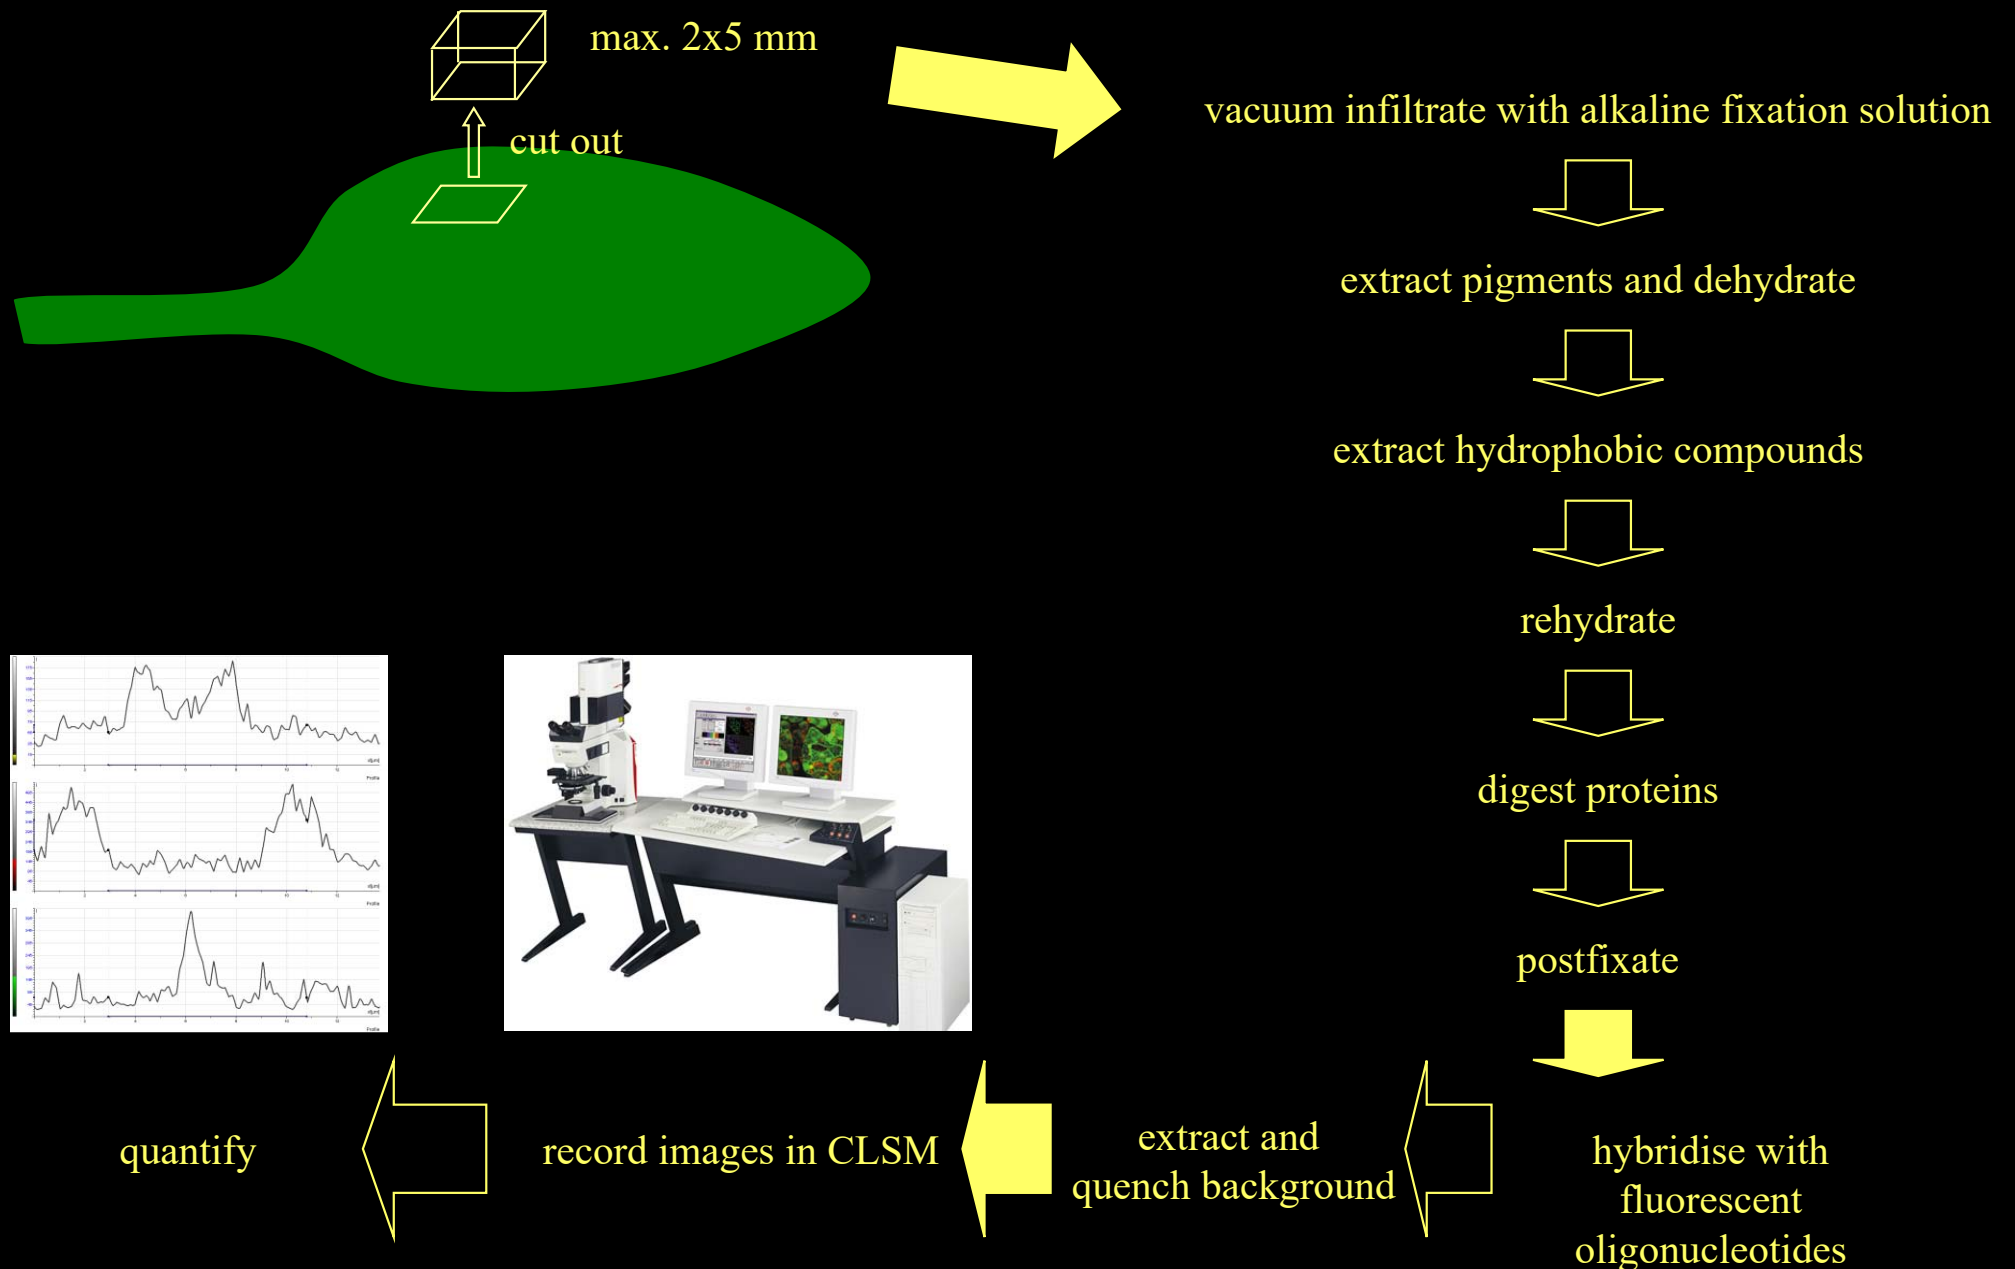 max. 2x5 mm
cut out
vacuum infiltrate with alkaline fixation solution
extract pigments and dehydrate
extract hydrophobic compounds
rehydrate
digest proteins
postfixate
hybridise with
fluorescent
oligonucleotides
extract and
quench background
record images in CLSM
quantify